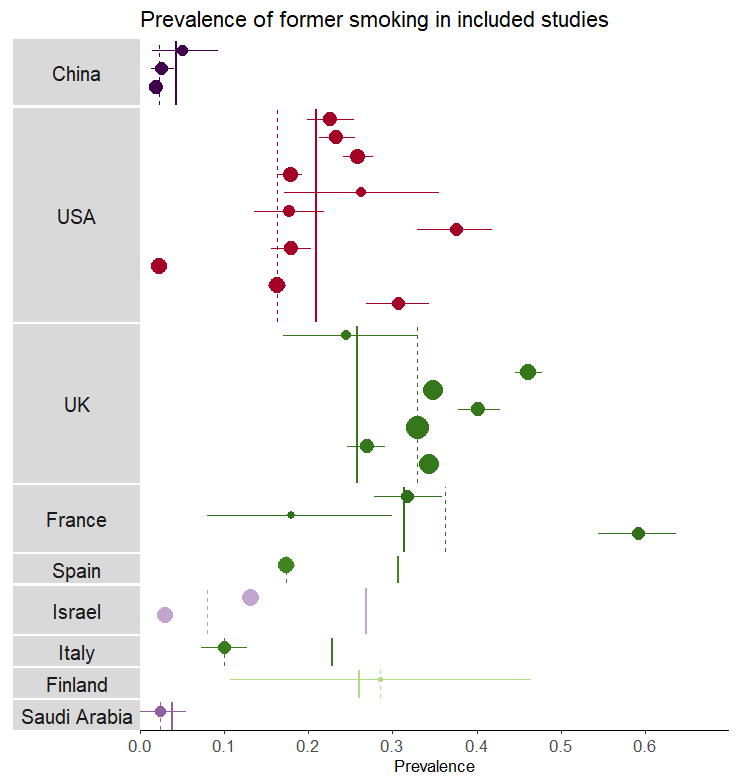 Prevalence of former smoking in included studies
China
USA
UK
France
Spain
Israel
Italy
Finland
Saudi Arabia
0.0 0.1 0.2 0.3 0.4 0.5 0.6
Prevalence